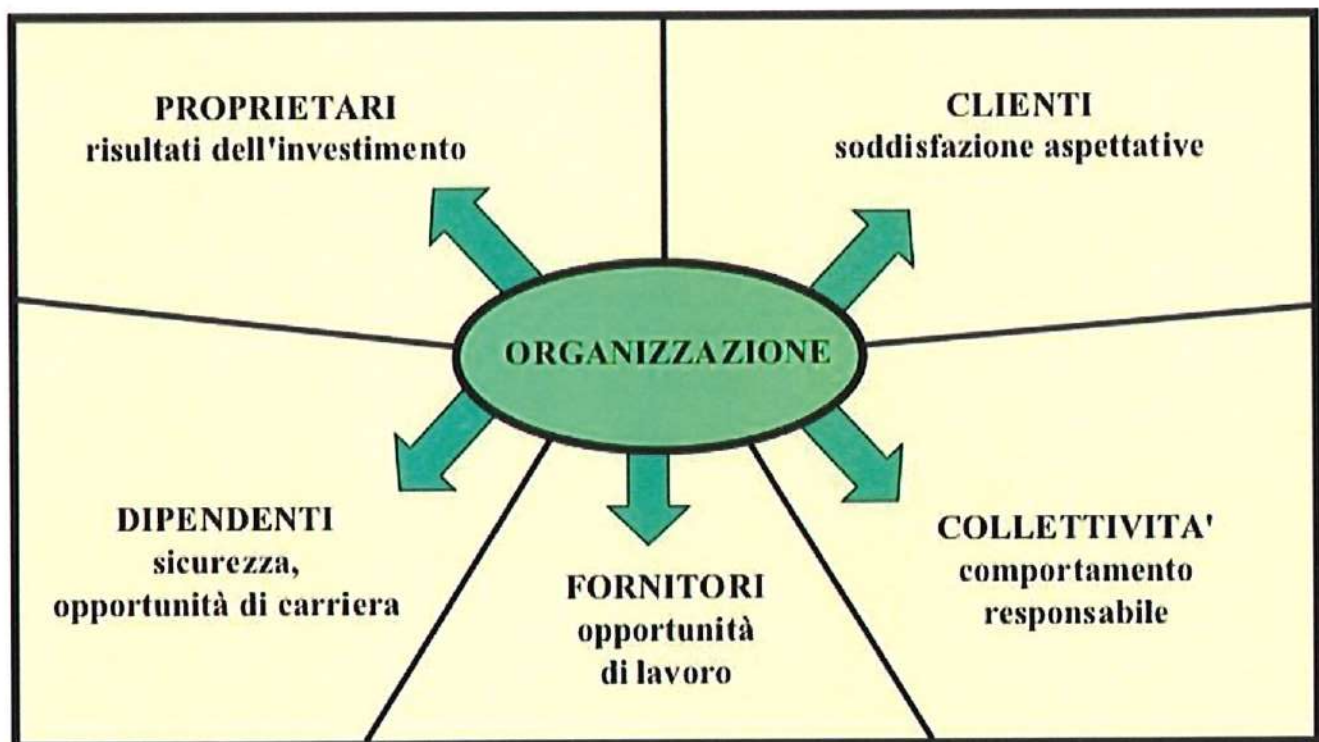 PROPRIETARI
risultati dell'investimento
CLIENTI
soddisfazione aspettative
ORGANIZZAZIONE
DIPENDENTI
sicurezza,
opportunità di carriera
FORNITORI
opportunità
di lavoro
COLLETTIVITA'
comportamento
responsabile